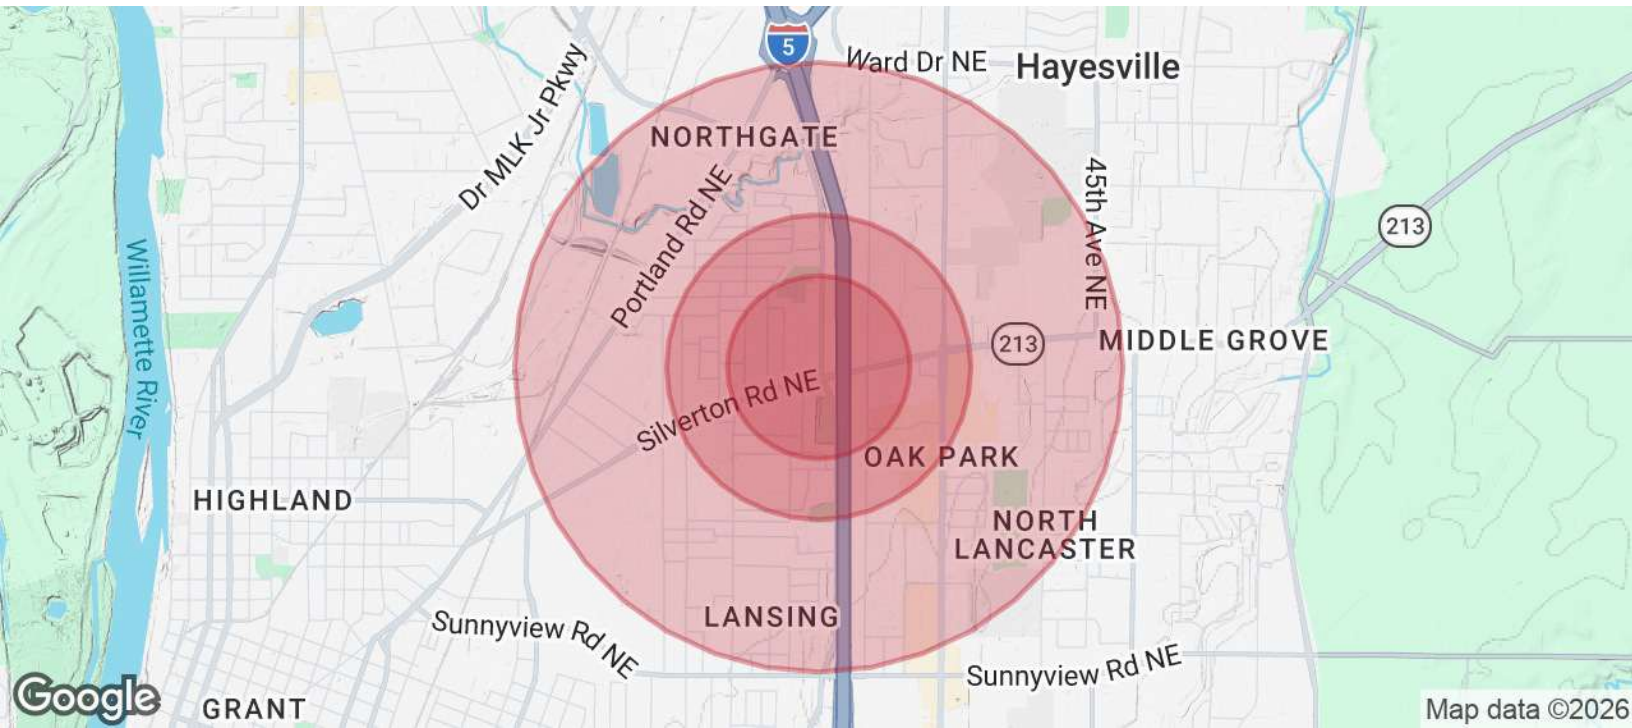 5
Ward Dr NE
Hayesville
Dr MLK Jr Pkwy
NORTHGATE
Portland Rd NE
45th Ave NE
213
Willamette River
213
MIDDLE GROVE
Silverton Rd NE
OAK PARK
HIGHLAND
NORTH
LANCASTER
LANSING
Sunnyview Rd NE
Sunnyview Rd NE
Google
GRANT
Map data ©2026